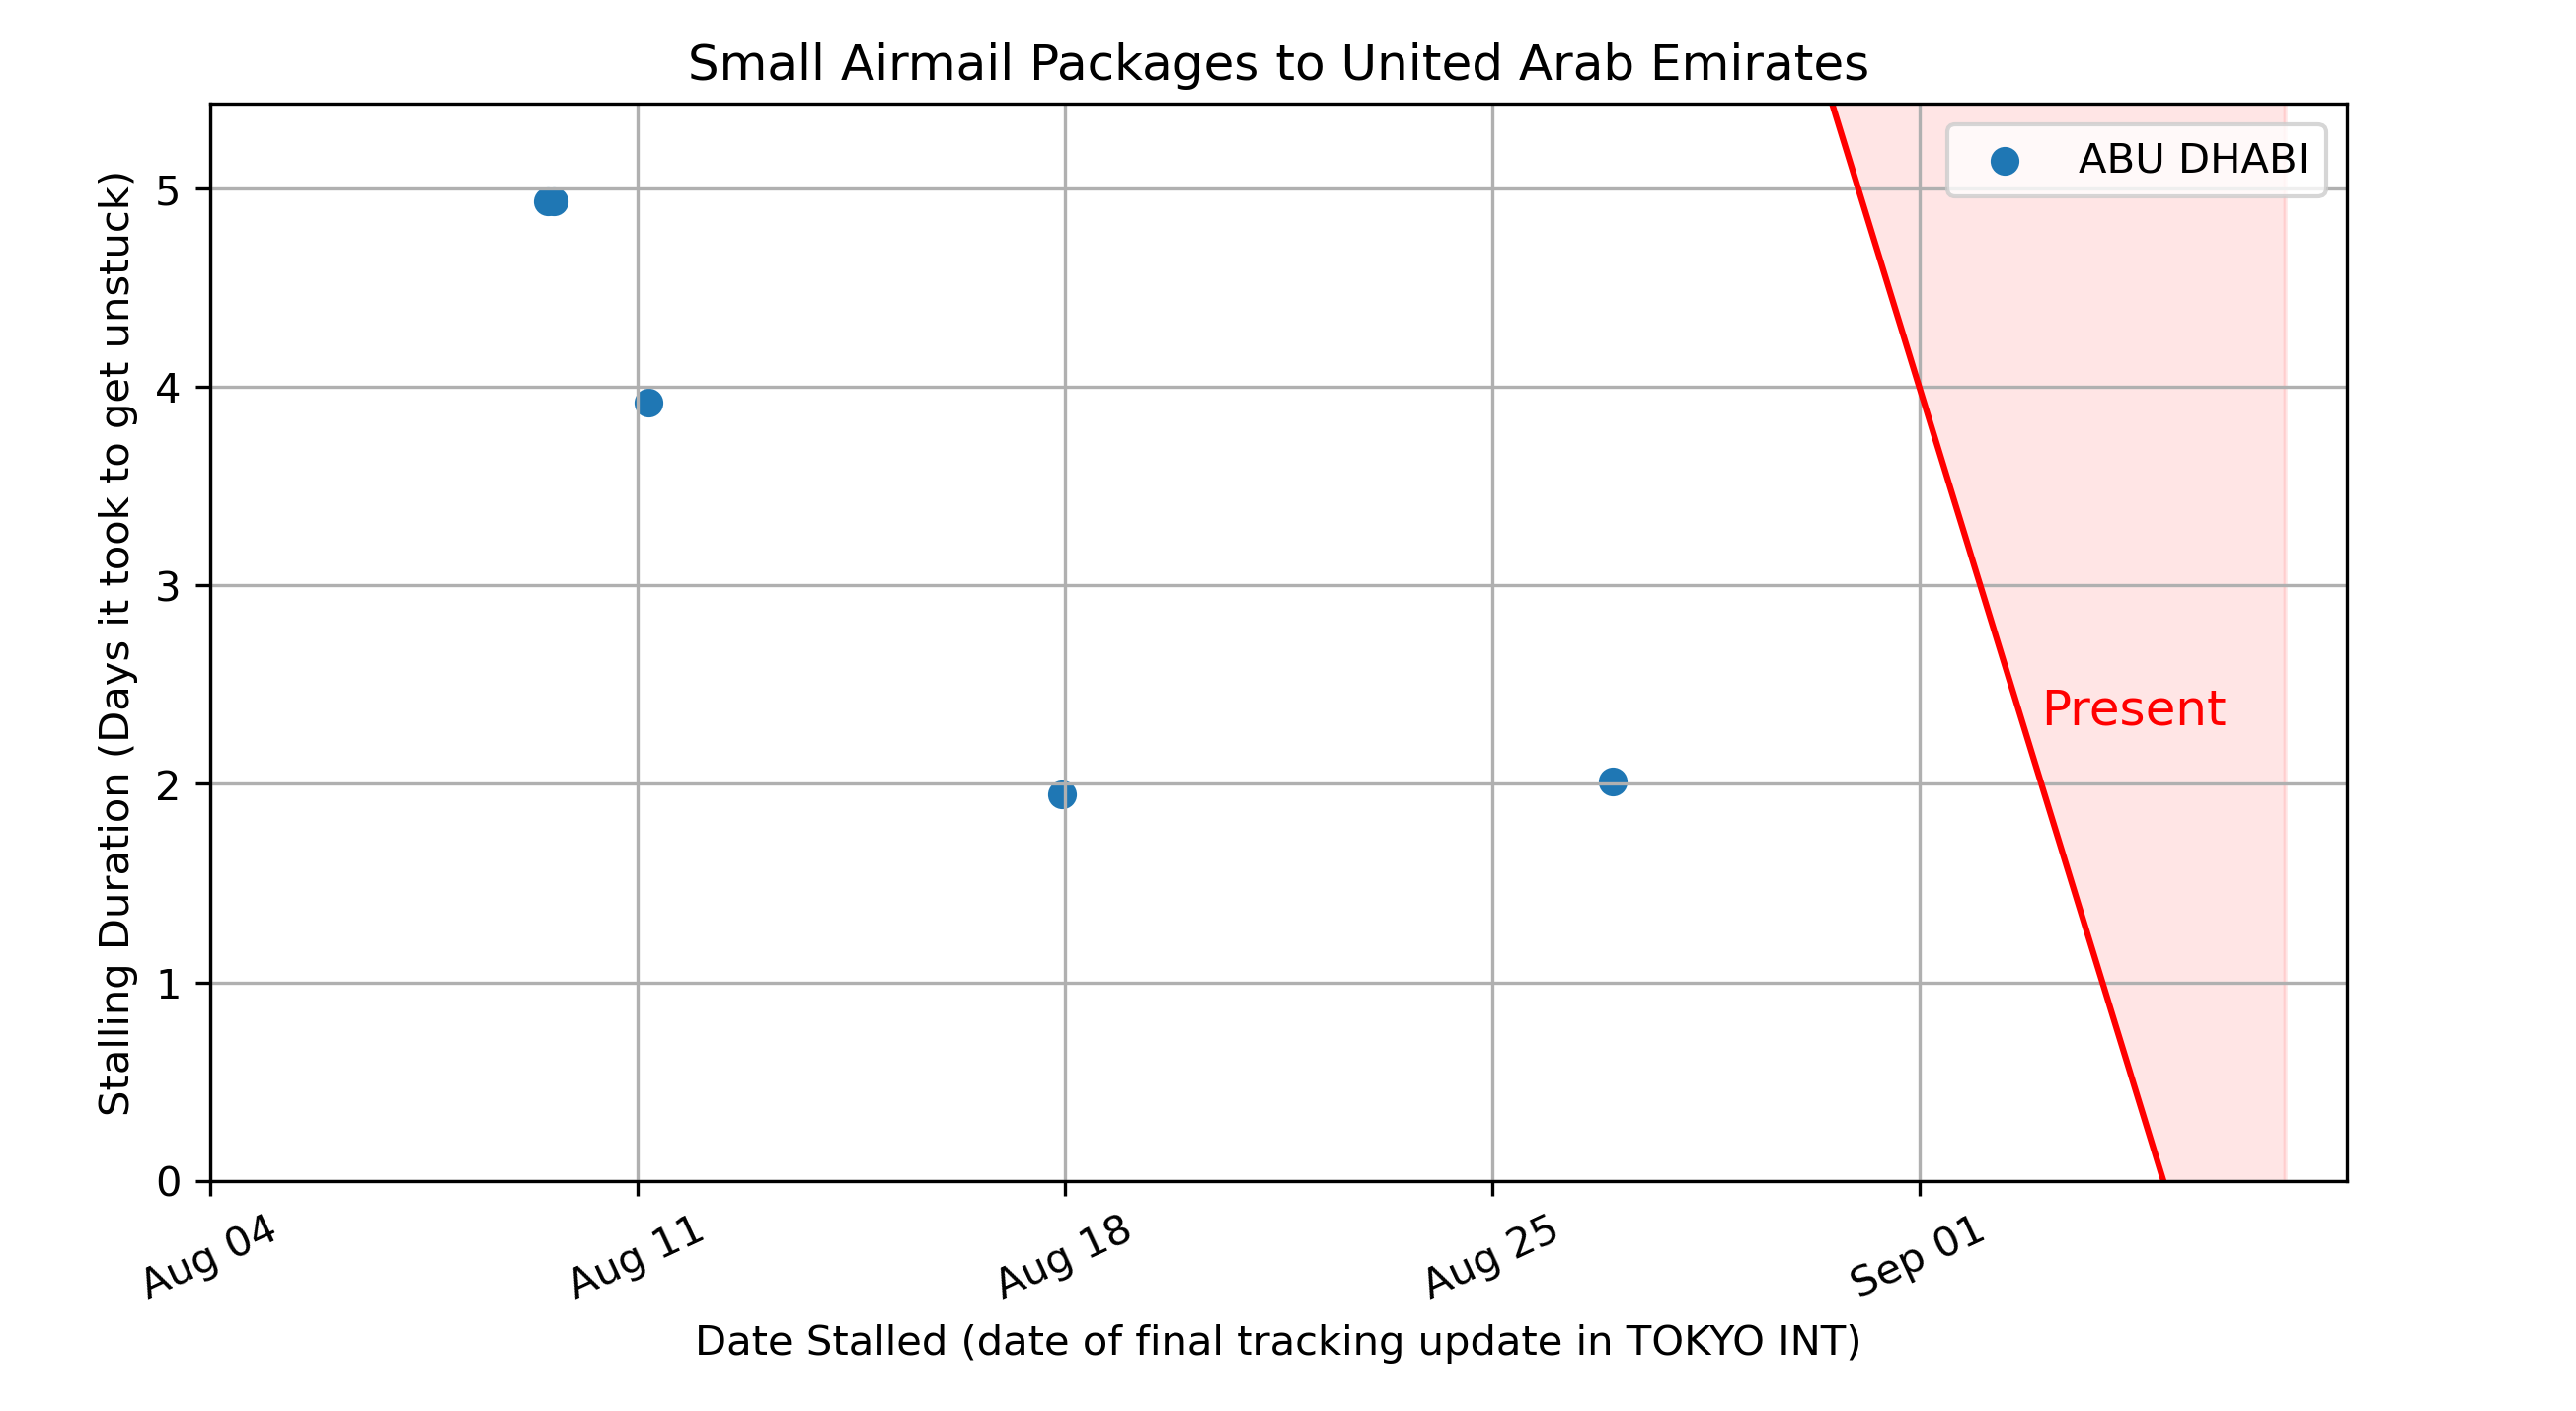 Small Airmail Packages to United Arab Emirates
ABU DHABI
Stalling Duration (Days it took to get unstuck)
5
4
3
2
1
0
Present
Aug 04
Aug 11
Aug 18
Aug 25
Sep 01
Date Stalled (date of final tracking update in TOKYO INT)